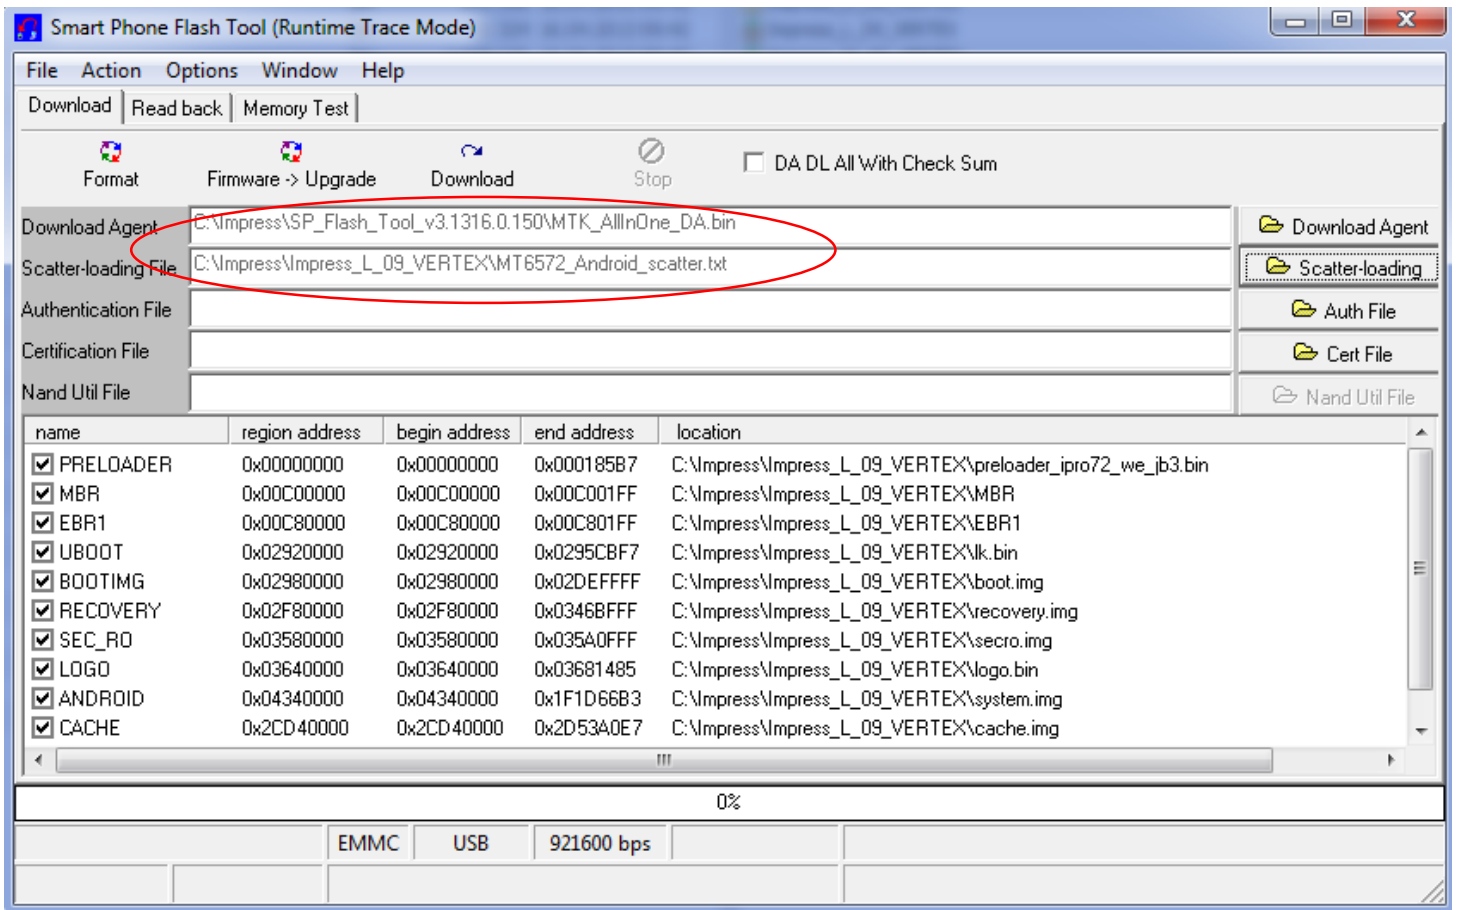 Smart Phone Flash Tool (Runtime Trace Mode)
File Action Options Window Help
Download Read back Memory Test
Format Firmware -> Upgrade Download Stop DA DL All With Check Sum
Download Agent C:\Impress\SP_Flash_Tool_v3.1316.0.150\MTK_AllInOne_DA.bin Download Agent
Scatter-loading File C:\Impress\Impress_L_09_VERTEX\MT6572_Android_scatter.txt Scatter-loading
Authentication File Auth File
Certification File Cert File
Nand Util File Nand Util File
name region address begin address end address location
PRELOADER 0x00000000 0x00000000 0x000185B7 C:\Impress\Impress_L_09_VERTEX\preloader_ipro72_we_jb3.bin
MBR 0x00C00000 0x00C00000 0x00C001FF C:\Impress\Impress_L_09_VERTEX\MBR
EBR1 0x00C80000 0x00C80000 0x00C801FF C:\Impress\Impress_L_09_VERTEX\EBR1
UBOOT 0x02920000 0x02920000 0x0295CBF7 C:\Impress\Impress_L_09_VERTEX\lk.bin
BOOTIMG 0x02980000 0x02980000 0x02DEFFFF C:\Impress\Impress_L_09_VERTEX\boot.img
RECOVERY 0x02F80000 0x02F80000 0x0346BFFF C:\Impress\Impress_L_09_VERTEX\recovery.img
SEC_RO 0x03580000 0x03580000 0x035A0FFF C:\Impress\Impress_L_09_VERTEX\secro.img
LOGO 0x03640000 0x03640000 0x03681485 C:\Impress\Impress_L_09_VERTEX\logo.bin
ANDROID 0x04340000 0x04340000 0x1F1D66B3 C:\Impress\Impress_L_09_VERTEX\system.img
CACHE 0x2CD40000 0x2CD40000 0x2D53A0E7 C:\Impress\Impress_L_09_VERTEX\cache.img
0%
EMMC USB 921600 bps